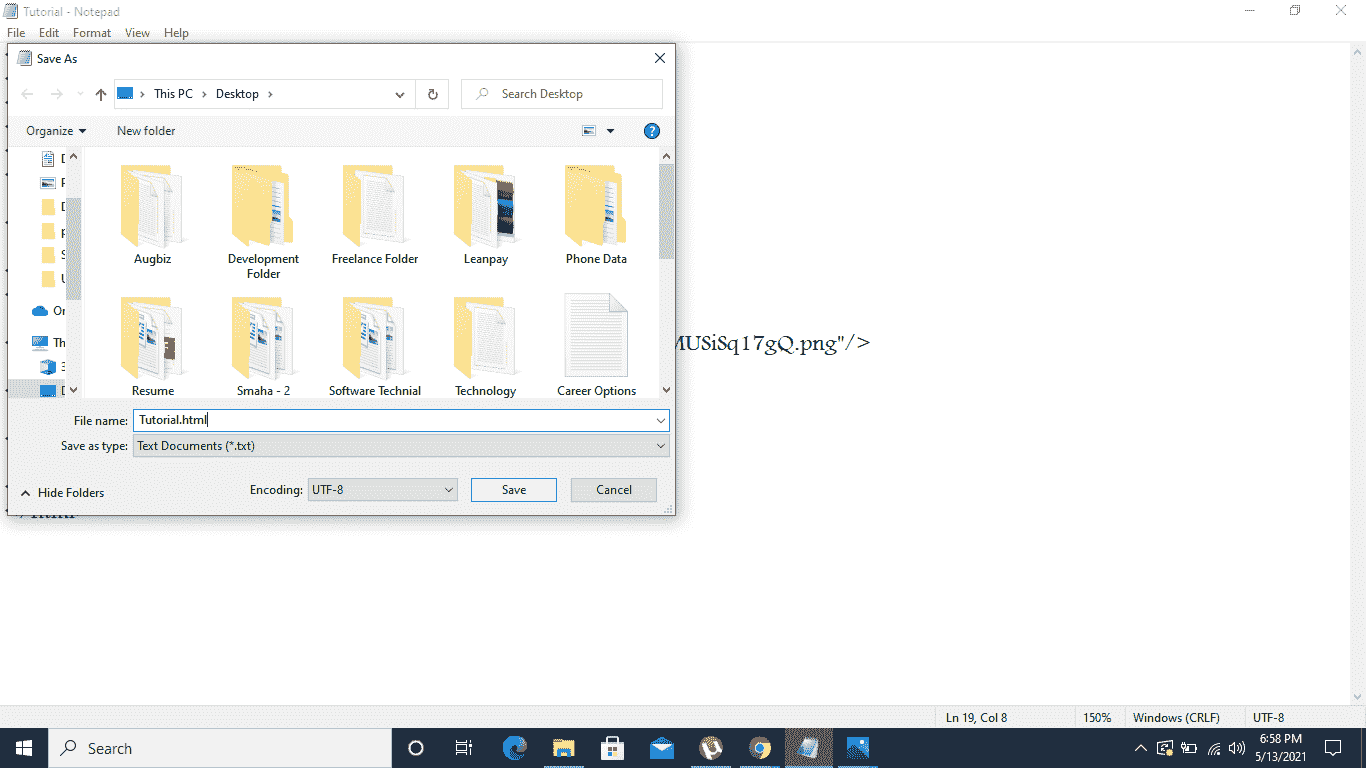 Tutorial - Notepad
File Edit Format View Help
Save As
This PC > Desktop >
Search Desktop
Organize
New folder
Augbiz
Development Folder
Freelance Folder
Leanpay
Phone Data
MUSiSq17gQ.png"/>
Resume
Smaha - 2
Software Technial
Technology
Career Options
File name: Tutorial.html
Save as type: Text Documents (*.txt)
Hide Folders
Encoding: UTF-8
Save
Cancel
Ln 19, Col 8
150%
Windows (CRLF)
UTF-8
Search
6:58 PM
5/13/2021